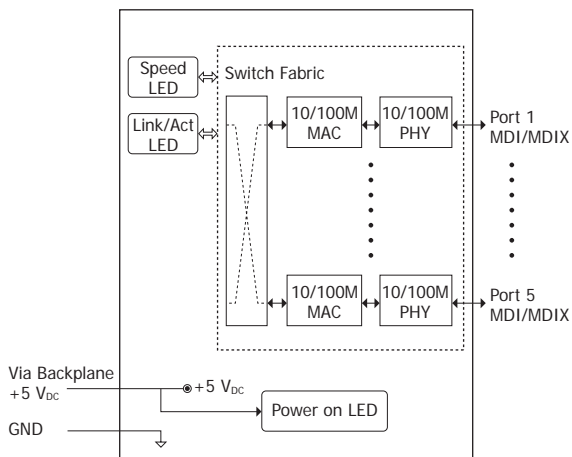 Speed
LED
Switch Fabric
Link/Act
LED
10/100M
MAC
10/100M
PHY
Port 1
MDI/MDIX
10/100M
MAC
10/100M
PHY
Port 5
MDI/MDIX
Via Backplane
+5 VDC
+5 VDC
Power on LED
GND